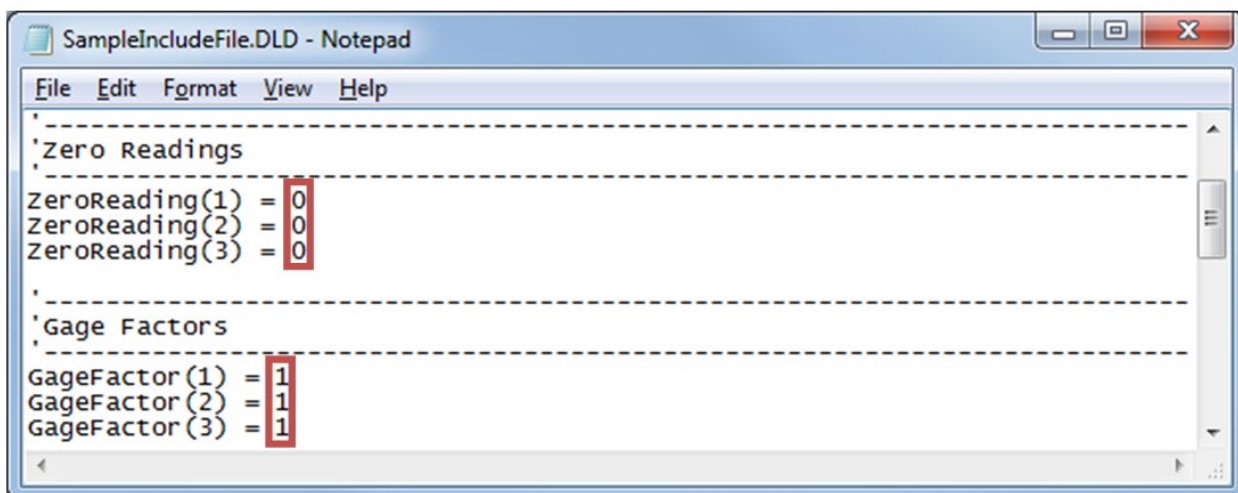 SampleIncludeFile.DLD - Notepad
File Edit Format View Help
'--------------------------------------------------------------------------
'Zero Readings
'--------------------------------------------------------------------------
ZeroReading(1) = 0
ZeroReading(2) = 0
ZeroReading(3) = 0
'--------------------------------------------------------------------------
'Gage Factors
'--------------------------------------------------------------------------
GageFactor(1) = 1
GageFactor(2) = 1
GageFactor(3) = 1